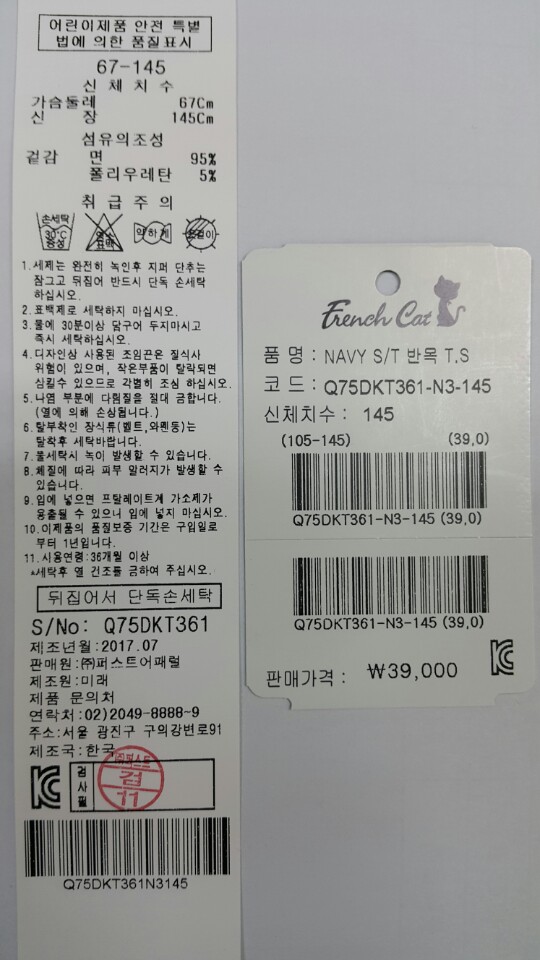 어린이제품 안전 특별
법에 의한 품질표시
67-145
신 체 치 수
가슴둘레 67Cm
신 장 145Cm
섬유의조성
겉감 면 95%
폴리우레탄 5%
취 급 주 의
손세탁
30℃
중성
염소
표백
약하게
옷걸이
1.세제는 완전히 녹인후 지퍼 단추는
잠그고 뒤집어 반드시 단독 손세탁
하십시오.
2.표백제로 세탁하지 마십시오.
3.물에 30분이상 담구어 두지마시고
즉시 세탁하십시오.
4.디자인상 사용된 조임끈은 질식사
위험이 있으며, 작은부품이 탈락되면
삼킬수 있으므로 각별히 조심 하십시오.
5.나염 부분에 다림질을 절대 금합니다.
(열에 의해 손상됩니다.)
6.탈부착인 장식류(벨트,와펜등)는
탈착후 세탁바랍니다.
7.물세탁시 녹이 발생할 수 있습니다.
8.체질에 따라 피부 알러지가 발생할 수
있습니다.
9.입에 넣으면 프탈레이트계 가소제가
용출될 수 있으니 입에 넣지 마십시오.
10.이제품의 품질보증 기간은 구입일로
부터 1년입니다.
11.시용연령:36개월 이상
*세탁후 열 건조를 금하여 주십시오.
뒤집어서 단독손세탁
S/No: Q75DKT361
제조년월:2017.07
판매원:㈜퍼스트어패럴
제조원:미래
제품 문의처
연락처:02)2049-8888~9
주소:서울 광진구 구의강변로91
제조국:한국
검사필
㈜퍼스트
검
11
Q75DKT361N3145
French Cat
품 명 : NAVY S/T 반목 T.S
코 드 : Q75DKT361-N3-145
신체치수 : 145
(105-145) (39,0)
Q75DKT361-N3-145 (39,0)
Q75DKT361-N3-145 (39,0)
판매가격 : ₩39,000